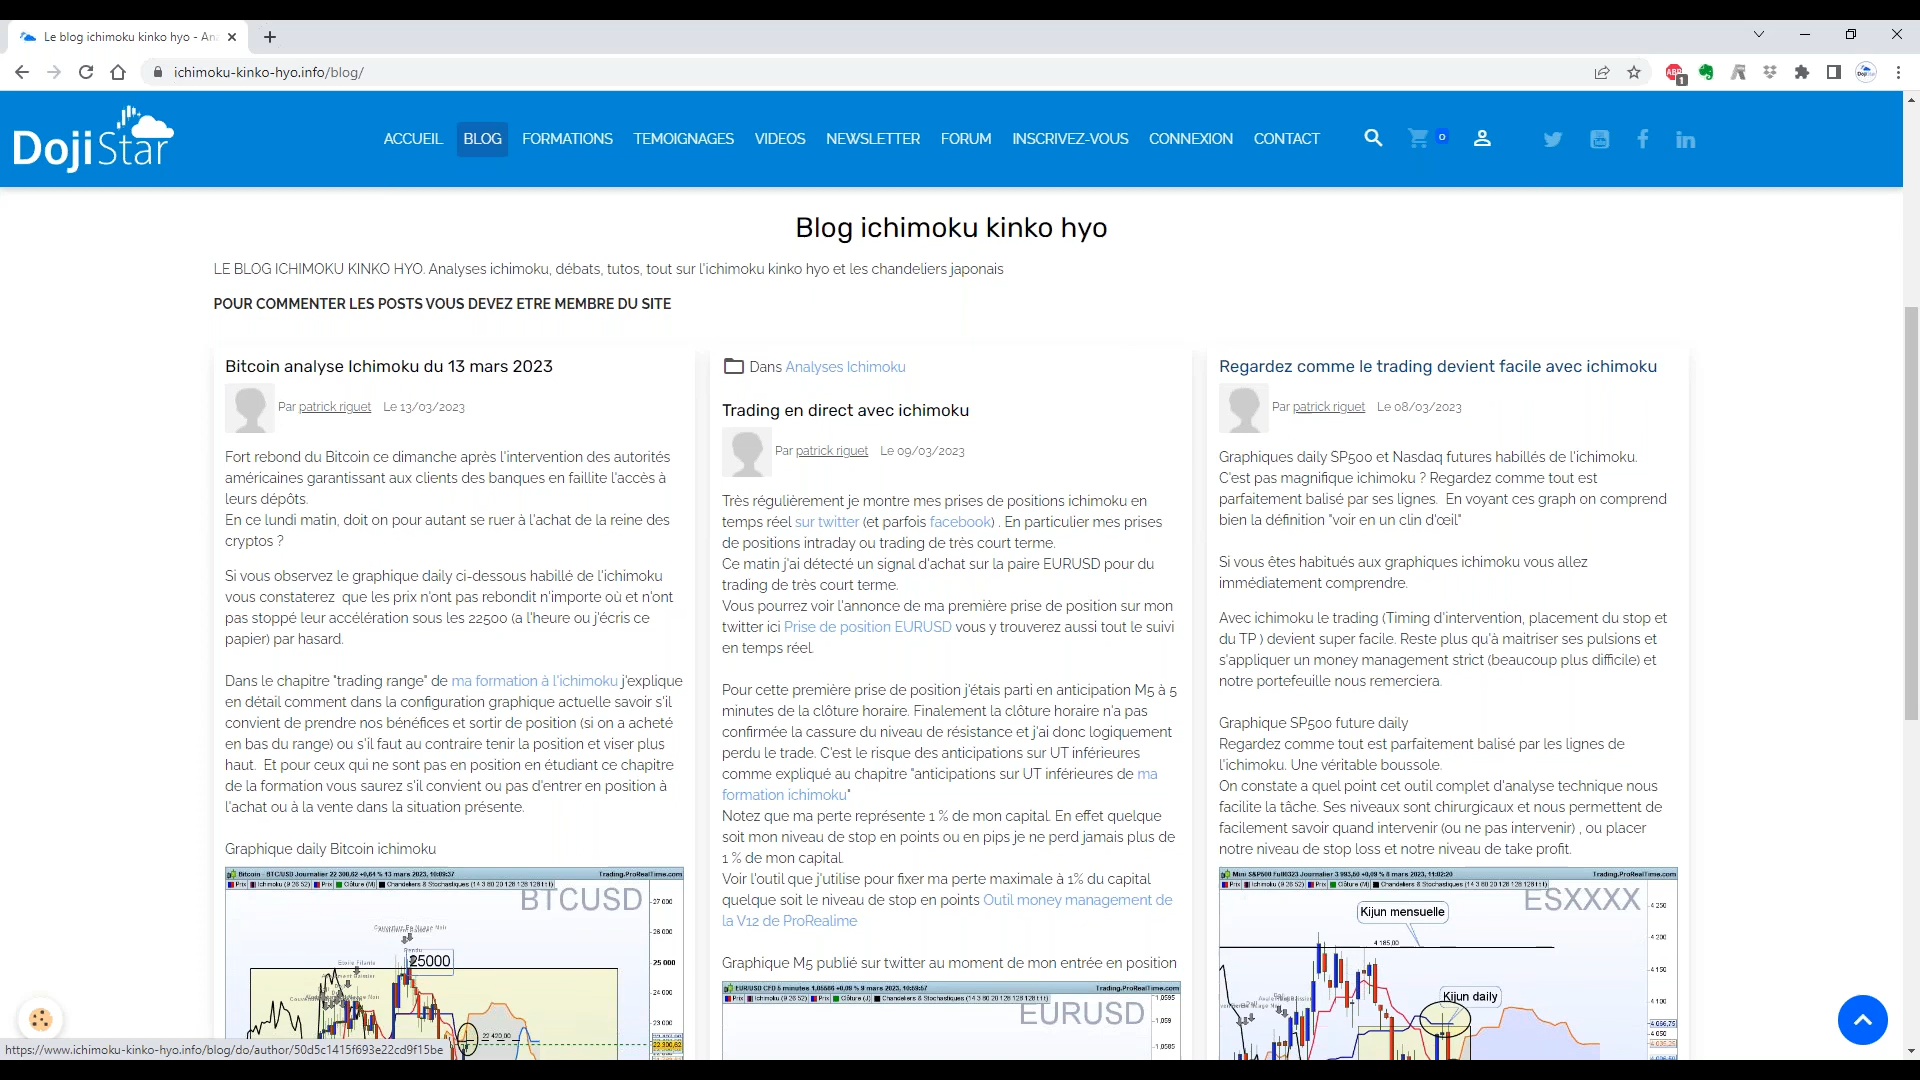 Le blog ichimoku kinko hyo - An
ichimoku-kinko-hyo.info/blog/
ABP
1
Doji Star
ACCUEIL
BLOG
FORMATIONS
TEMOIGNAGES
VIDEOS
NEWSLETTER
FORUM
INSCRIVEZ-VOUS
CONNEXION
CONTACT
0
Blog ichimoku kinko hyo
LE BLOG ICHIMOKU KINKO HYO. Analyses ichimoku, débats, tutos, tout sur l'ichimoku kinko hyo et les chandeliers japonais
POUR COMMENTER LES POSTS VOUS DEVEZ ETRE MEMBRE DU SITE
Bitcoin analyse Ichimoku du 13 mars 2023
Par patrick riguet Le 13/03/2023
Fort rebond du Bitcoin ce dimanche après l'intervention des autorités
américaines garantissant aux clients des banques en faillite l'accès à
leurs dépôts.
En ce lundi matin, doit on pour autant se ruer à l'achat de la reine des
cryptos ?
Si vous observez le graphique daily ci-dessous habillé de l'ichimoku
vous constaterez que les prix n'ont pas rebondit n'importe où et n'ont
pas stoppé leur accélération sous les 22500 (a l'heure ou j'écris ce
papier) par hasard.
Dans le chapitre "trading range" de ma formation à l'ichimoku j'explique
en détail comment dans la configuration graphique actuelle savoir s'il
convient de prendre nos bénéfices et sortir de position (si on a acheté
en bas du range) ou s'il faut au contraire tenir la position et viser plus
haut. Et pour ceux qui ne sont pas en position en étudiant ce chapitre
de la formation vous saurez s'il convient ou pas d'entrer en position à
l'achat ou à la vente dans la situation présente.
Graphique daily Bitcoin ichimoku
Bitcoin - BTC/USD Journalier 22 300,62 +0,64 % 13 mars 2023, 10:09:37
Trading.ProRealTime.com
Prix Ichimoku (9 26 52) Prix Clôture (M) Chandeliers & Stochastiques (14 3 80 20 128 128 128 t t l)
BTCUSD
27 000
26 000
25 000
24 000
23 000
22 300,62
Etoile Filante
25000
22 420,00
Dans Analyses Ichimoku
Trading en direct avec ichimoku
Par patrick riguet Le 09/03/2023
Très régulièrement je montre mes prises de positions ichimoku en
temps réel sur twitter (et parfois facebook) . En particulier mes prises
de positions intraday ou trading de très court terme.
Ce matin j'ai détecté un signal d'achat sur la paire EURUSD pour du
trading de très court terme.
Vous pourrez voir l'annonce de ma première prise de position sur mon
twitter ici Prise de position EURUSD vous y trouverez aussi tout le suivi
en temps réel.
Pour cette première prise de position j'étais parti en anticipation M5 à 5
minutes de la clôture horaire. Finalement la clôture horaire n'a pas
confirmée la cassure du niveau de résistance et j'ai donc logiquement
perdu le trade. C'est le risque des anticipations sur UT inférieures
comme expliqué au chapitre "anticipations sur UT inférieures de ma
formation ichimoku"
Notez que ma perte représente 1 % de mon capital. En effet quelque
soit mon niveau de stop en points ou en pips je ne perd jamais plus de
1 % de mon capital.
Voir l'outil que j'utilise pour fixer ma perte maximale à 1% du capital
quelque soit le niveau de stop en points Outil money management de
la V12 de ProRealime
Graphique M5 publié sur twitter au moment de mon entrée en position
EUR/USD CFD 5 minutes 1,05566 +0,09 % 9 mars 2023, 10:59:57
Trading.ProRealTime.com
Prix Ichimoku (9 26 52) Prix Clôture (J) Chandeliers & Stochastiques (14 3 80 20 128 128 128 t t l)
EURUSD
1,0595
1,059
1,0585
Regardez comme le trading devient facile avec ichimoku
Par patrick riguet Le 08/03/2023
Graphiques daily SP500 et Nasdaq futures habillés de l'ichimoku.
C'est pas magnifique ichimoku ? Regardez comme tout est
parfaitement balisé par ses lignes. En voyant ces graph on comprend
bien la définition "voir en un clin d'œil"
Si vous êtes habitués aux graphiques ichimoku vous allez
immédiatement comprendre.
Avec ichimoku le trading (Timing d'intervention, placement du stop et
du TP ) devient super facile. Reste plus qu'à maitriser ses pulsions et
s'appliquer un money management strict (beaucoup plus difficile) et
notre portefeuille nous remerciera.
Graphique SP500 future daily
Regardez comme tout est parfaitement balisé par les lignes de
l'ichimoku. Une véritable boussole.
On constate a quel point cet outil complet d'analyse technique nous
facilite la tâche. Ses niveaux sont chirurgicaux et nous permettent de
facilement savoir quand intervenir (ou ne pas intervenir) , ou placer
notre niveau de stop loss et notre niveau de take profit.
Mini S&P500 Full0323 Journalier 3 993,50 +0,09 % 8 mars 2023, 11:02:20
Trading.ProRealTime.com
Prix Ichimoku (9 26 52) Prix Clôture (M) Chandeliers & Stochastiques (14 3 80 20 128 128 128 t t l)
ESXXXX
Kijun mensuelle
4 185,00
Kijun daily
4 250
4 200
4 150
4 100
4 066,75
https://www.ichimoku-kinko-hyo.info/blog/do/author/50d5c1415f693e22cd9f15be